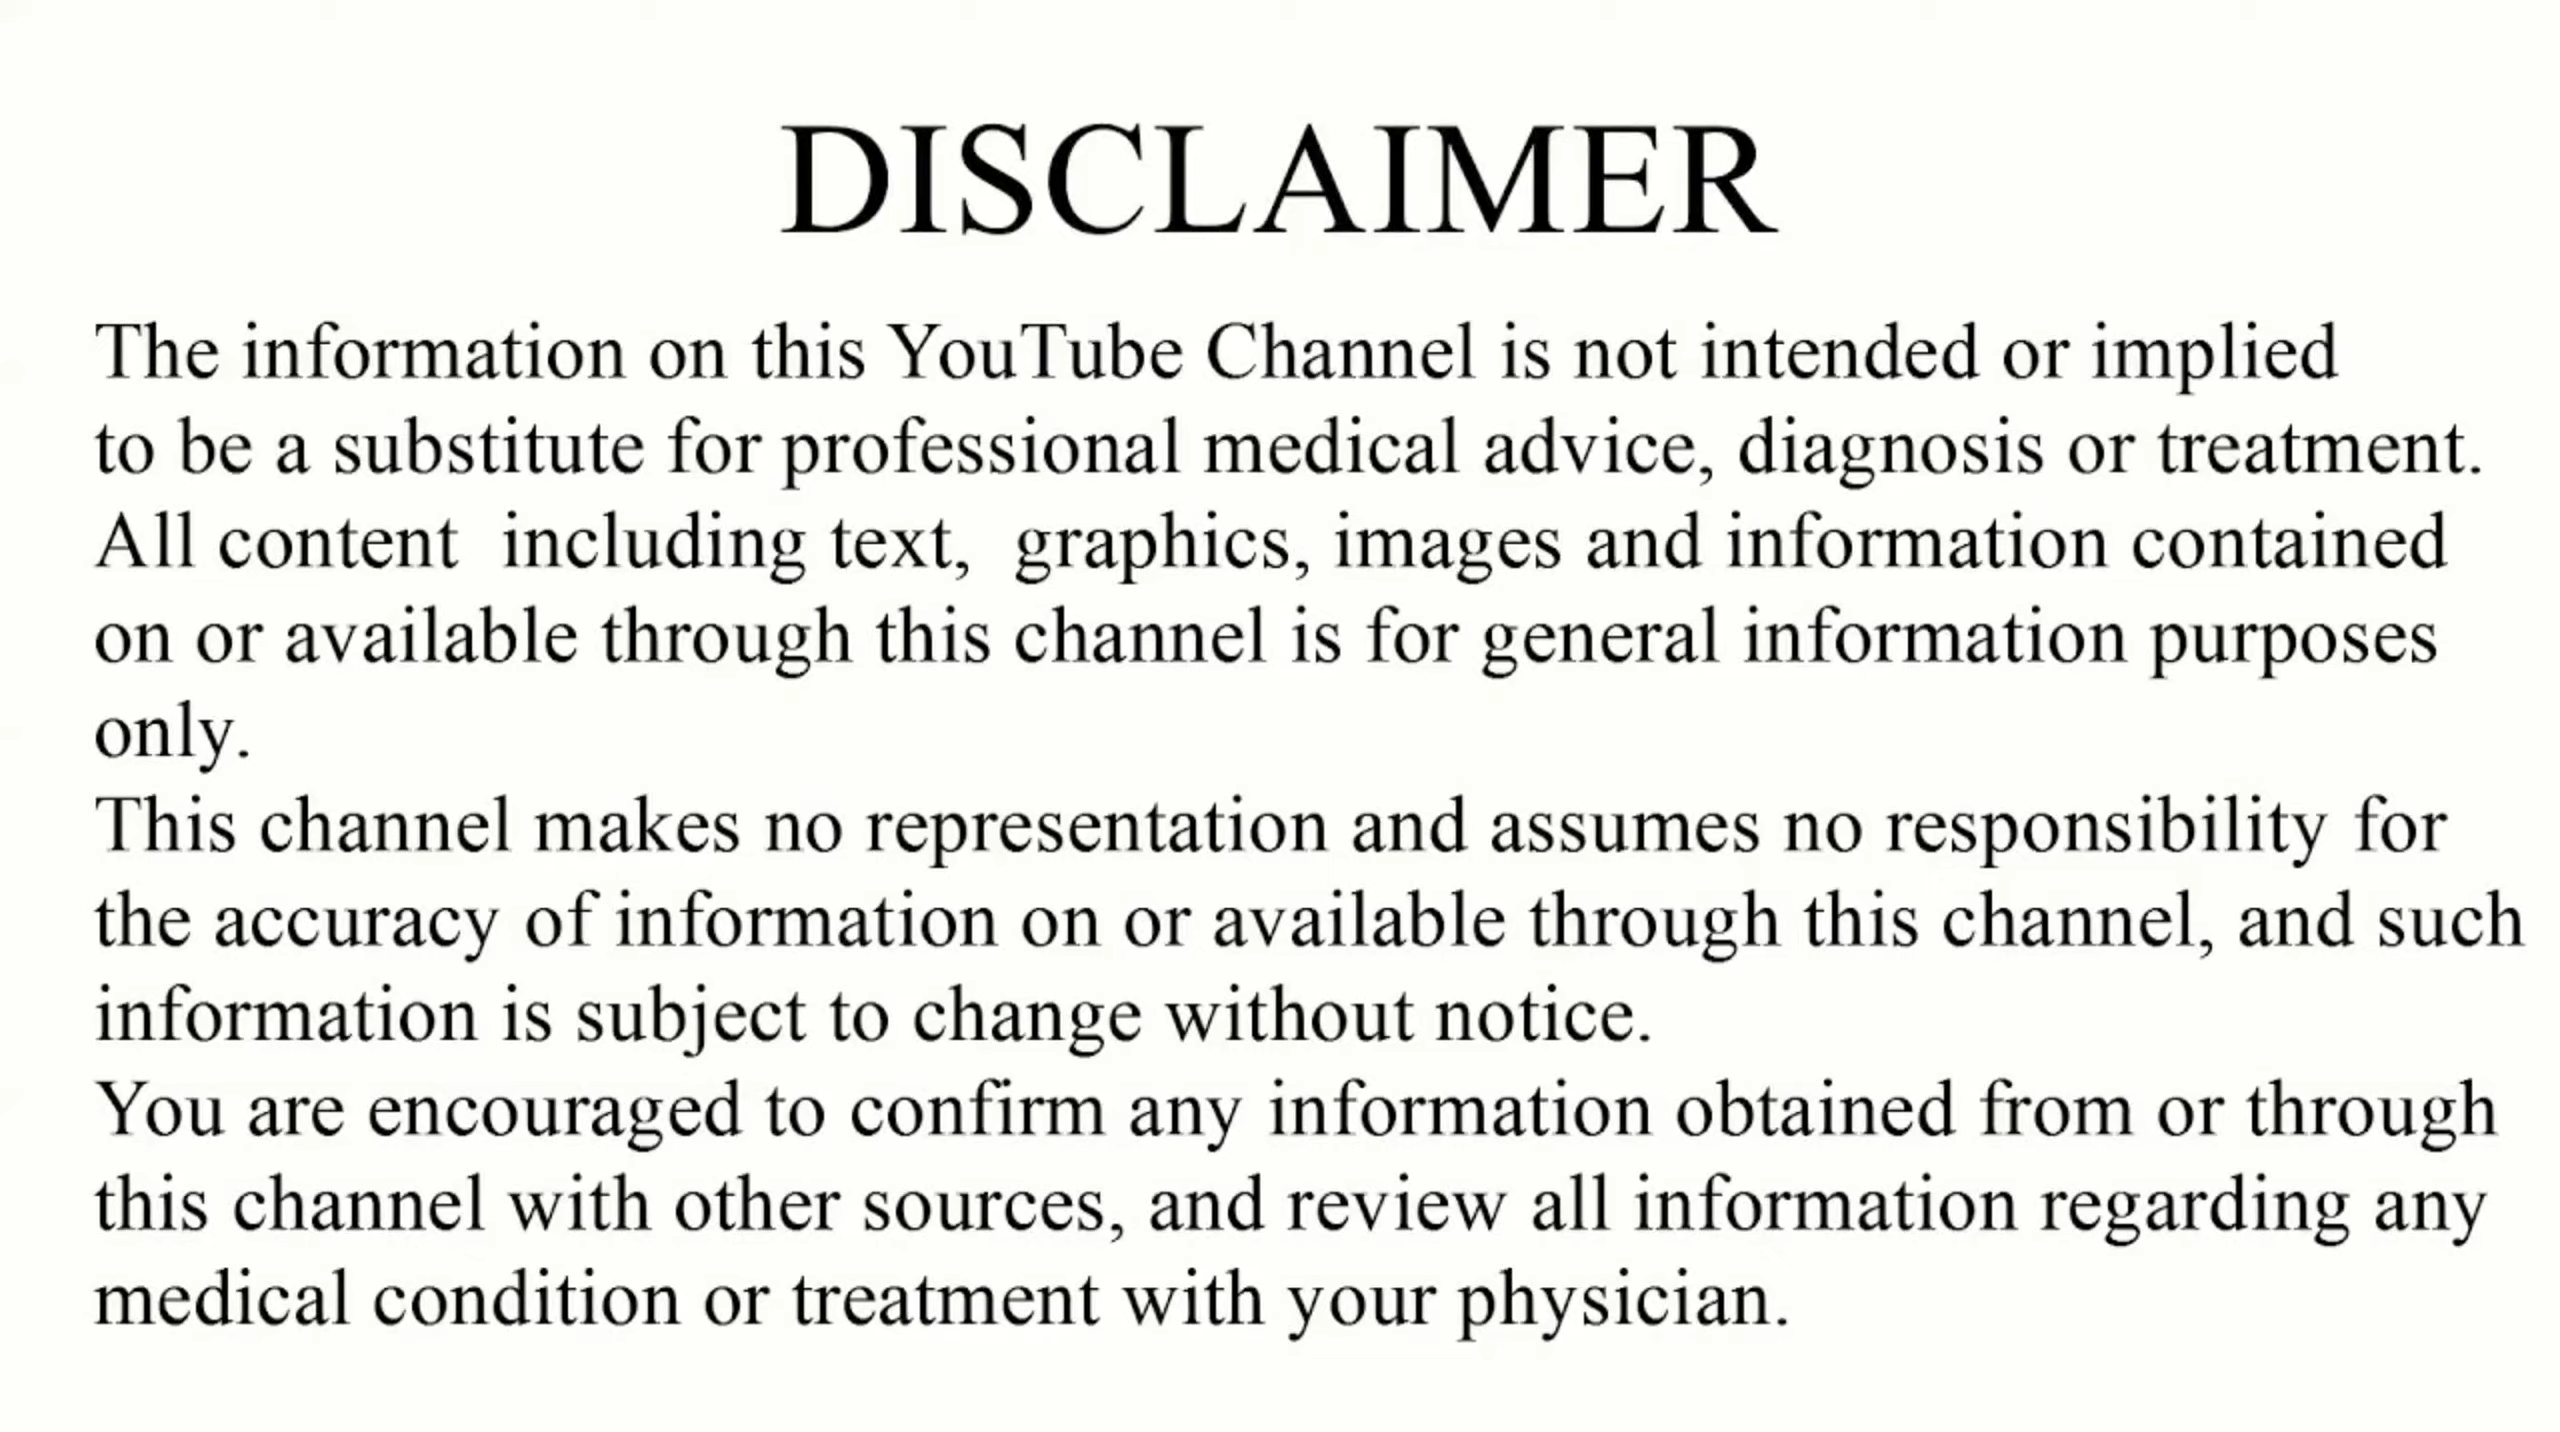 DISCLAIMER
The information on this YouTube Channel is not intended or implied
to be a substitute for professional medical advice, diagnosis or treatment.
All content  including text,  graphics, images and information contained
on or available through this channel is for general information purposes
only.
This channel makes no representation and assumes no responsibility for
the accuracy of information on or available through this channel, and such
information is subject to change without notice.
You are encouraged to confirm any information obtained from or through
this channel with other sources, and review all information regarding any
medical condition or treatment with your physician.